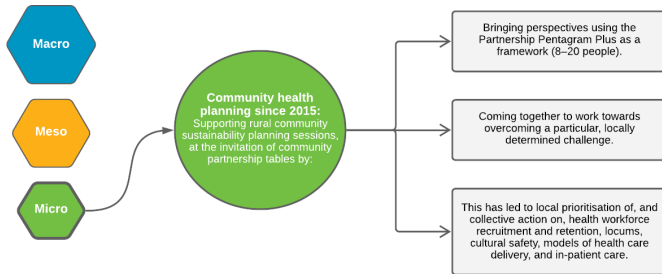 Macro
Meso
Micro
Community health
planning since 2015:
Supporting rural community
sustainability planning sessions,
at the invitation of community
partnership tables by:
Bringing perspectives using the
Partnership Pentagram Plus as a
framework (8–20 people).
Coming together to work towards
overcoming a particular, locally
determined challenge.
This has led to local prioritisation of, and
collective action on, health workforce
recruitment and retention, locums,
cultural safety, models of health care
delivery, and in-patient care.